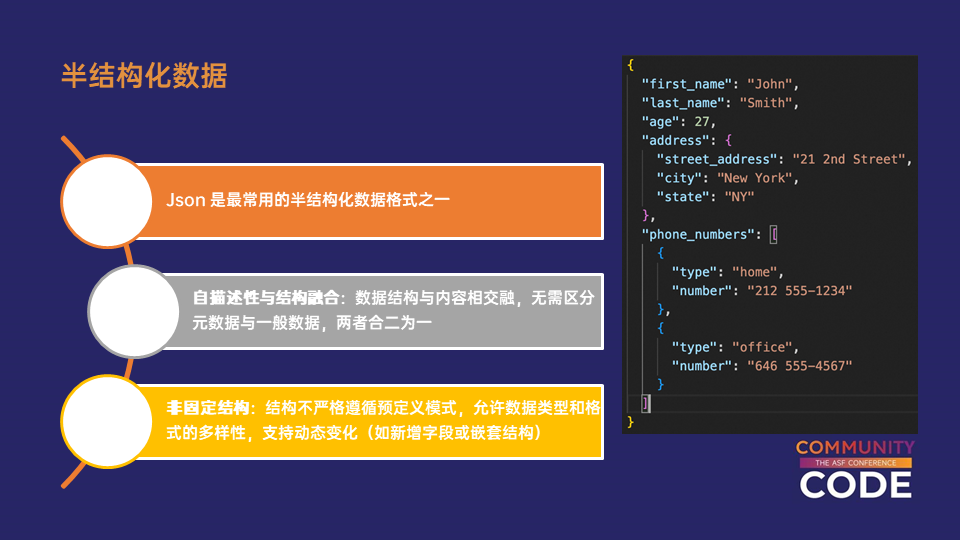 半结构化数据
Json 是最常用的半结构化数据格式之一
自描述性与结构融合：数据结构与内容相交融，无需区分
元数据与一般数据，两者合二为一
非固定结构：结构不严格遵循预定义模式，允许数据类型和格
式的多样性，支持动态变化（如新增字段或嵌套结构）
{
"first_name": "John",
"last_name": "Smith",
"age": 27,
"address": {
"street_address": "21 2nd Street",
"city": "New York",
"state": "NY"
},
"phone_numbers": [
{
"type": "home",
"number": "212 555-1234"
},
{
"type": "office",
"number": "646 555-4567"
}
]
}
COMMUNITY
THE ASF CONFERENCE
CODE